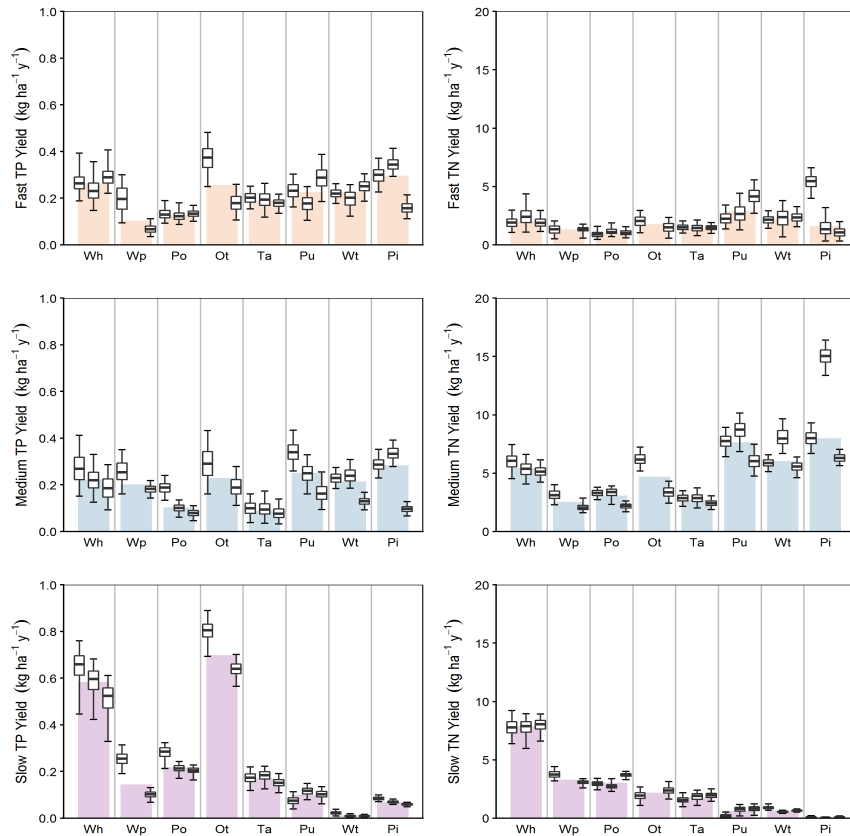 Fast TP Yield (kg ha⁻¹ y⁻¹)
1.0
0.8
0.6
0.4
0.2
0.0
Wh Wp Po Ot Ta Pu Wt Pi
Fast TN Yield (kg ha⁻¹ y⁻¹)
20
15
10
5
0
Wh Wp Po Ot Ta Pu Wt Pi
Medium TP Yield (kg ha⁻¹ y⁻¹)
1.0
0.8
0.6
0.4
0.2
0.0
Wh Wp Po Ot Ta Pu Wt Pi
Medium TN Yield (kg ha⁻¹ y⁻¹)
20
15
10
5
0
Wh Wp Po Ot Ta Pu Wt Pi
Slow TP Yield (kg ha⁻¹ y⁻¹)
1.0
0.8
0.6
0.4
0.2
0.0
Wh Wp Po Ot Ta Pu Wt Pi
Slow TN Yield (kg ha⁻¹ y⁻¹)
20
15
10
5
0
Wh Wp Po Ot Ta Pu Wt Pi